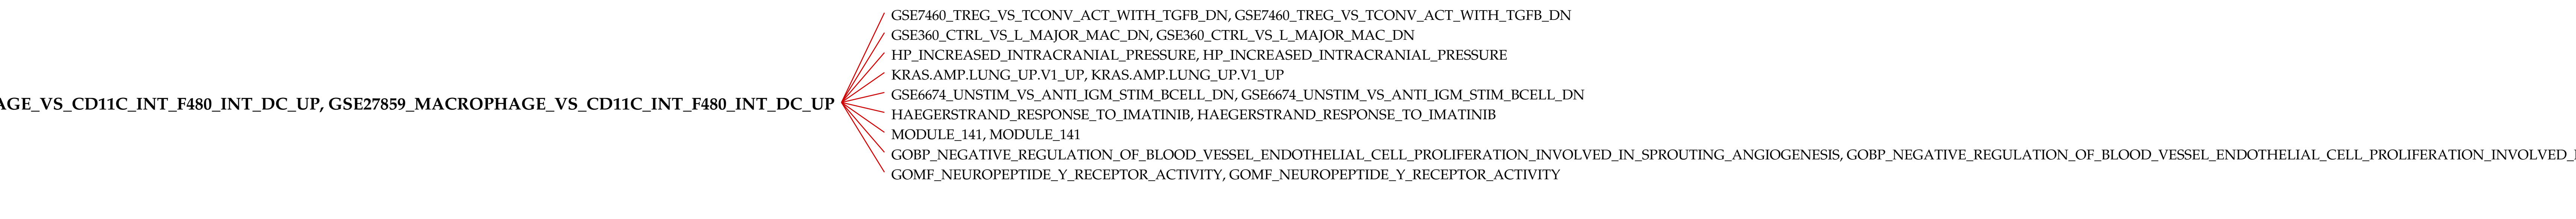 GSE7460_TREG_VS_TCONV_ACT_WITH_TGFB_DN, GSE7460_TREG_VS_TCONV_ACT_WITH_TGFB_DN
GSE360_CTRL_VS_L_MAJOR_MAC_DN, GSE360_CTRL_VS_L_MAJOR_MAC_DN
HP_INCREASED_INTRACRANIAL_PRESSURE, HP_INCREASED_INTRACRANIAL_PRESSURE
KRAS.AMP.LUNG_UP.V1_UP, KRAS.AMP.LUNG_UP.V1_UP
GSE6674_UNSTIM_VS_ANTI_IGM_STIM_BCELL_DN, GSE6674_UNSTIM_VS_ANTI_IGM_STIM_BCELL_DN
AGE_VS_CD11C_INT_F480_INT_DC_UP, GSE27859_MACROPHAGE_VS_CD11C_INT_F480_INT_DC_UP
HAEGERSTRAND_RESPONSE_TO_IMATINIB, HAEGERSTRAND_RESPONSE_TO_IMATINIB
MODULE_141, MODULE_141
GOBP_NEGATIVE_REGULATION_OF_BLOOD_VESSEL_ENDOTHELIAL_CELL_PROLIFERATION_INVOLVED_IN_SPROUTING_ANGIOGENESIS, GOBP_NEGATIVE_REGULATION_OF_BLOOD_VESSEL_ENDOTHELIAL_CELL_PROLIFERATION_INVOLVED_
GOMF_NEUROPEPTIDE_Y_RECEPTOR_ACTIVITY, GOMF_NEUROPEPTIDE_Y_RECEPTOR_ACTIVITY